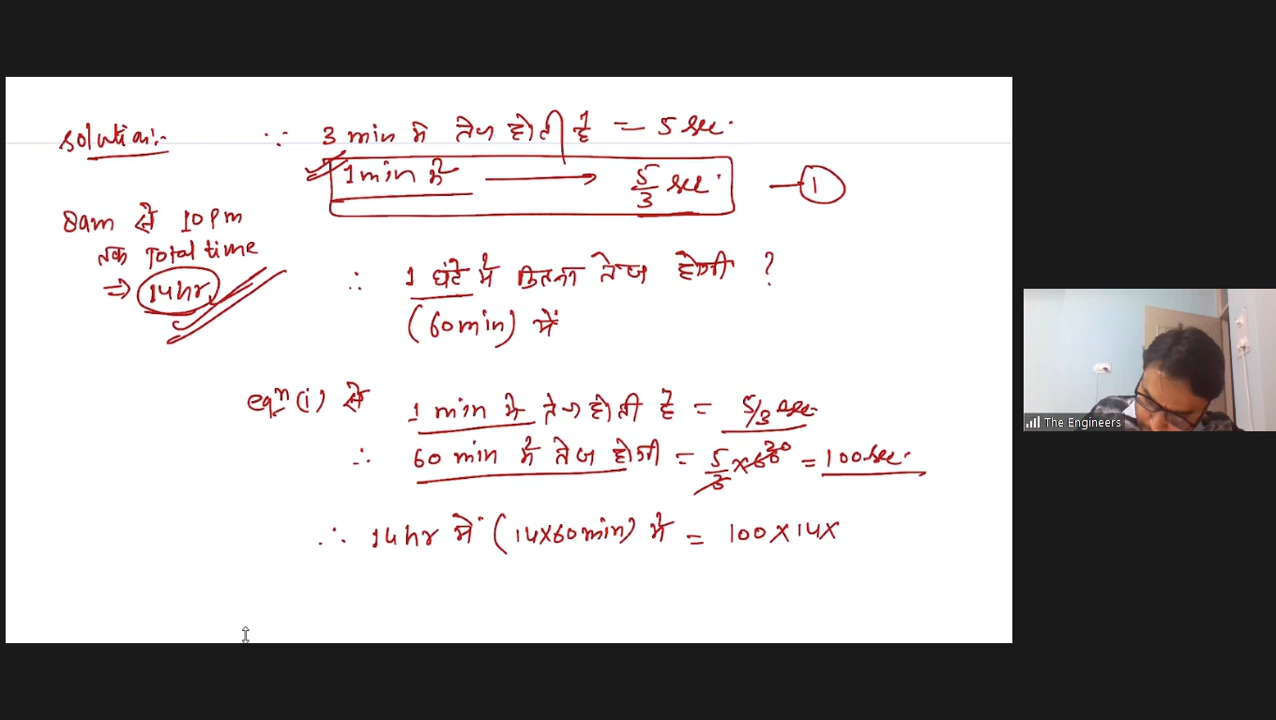 Solution:-
∵ 3 min में तेज होती है = 5 sec.
1 min में ⟶ 5/3 sec. —①
8am से 10pm
तक Total time
⇒ 14hr
∴ 1 घंटे में कितना तेज होगी ?
(60min) में
eqⁿ(i) से
1 min में तेज होती है = 5/3 sec.
∴ 60 min में तेज होगी = 5/3 × 60 20 = 100sec.
∴ 14hr में (14×60min) में = 100×14×
The Engineers